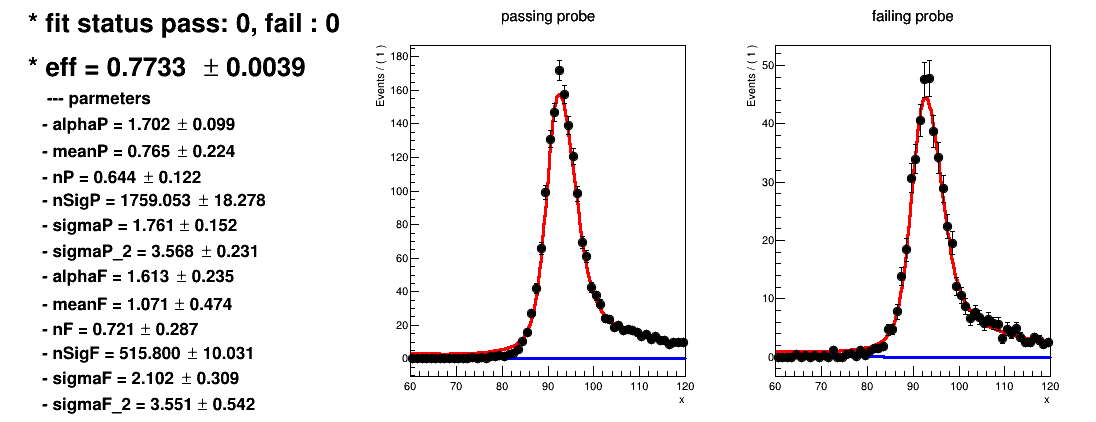 * fit status pass: 0, fail : 0
* eff = 0.7733 ± 0.0039
--- parmeters
- alphaP = 1.702 ± 0.099
- meanP = 0.765 ± 0.224
- nP = 0.644 ± 0.122
- nSigP = 1759.053 ± 18.278
- sigmaP = 1.761 ± 0.152
- sigmaP_2 = 3.568 ± 0.231
- alphaF = 1.613 ± 0.235
- meanF = 1.071 ± 0.474
- nF = 0.721 ± 0.287
- nSigF = 515.800 ± 10.031
- sigmaF = 2.102 ± 0.309
- sigmaF_2 = 3.551 ± 0.542
passing probe
Events / ( 1 )
180
160
140
120
100
80
60
40
20
0
60 70 80 90 100 110 120
x
failing probe
Events / ( 1 )
50
40
30
20
10
0
60 70 80 90 100 110 120
x